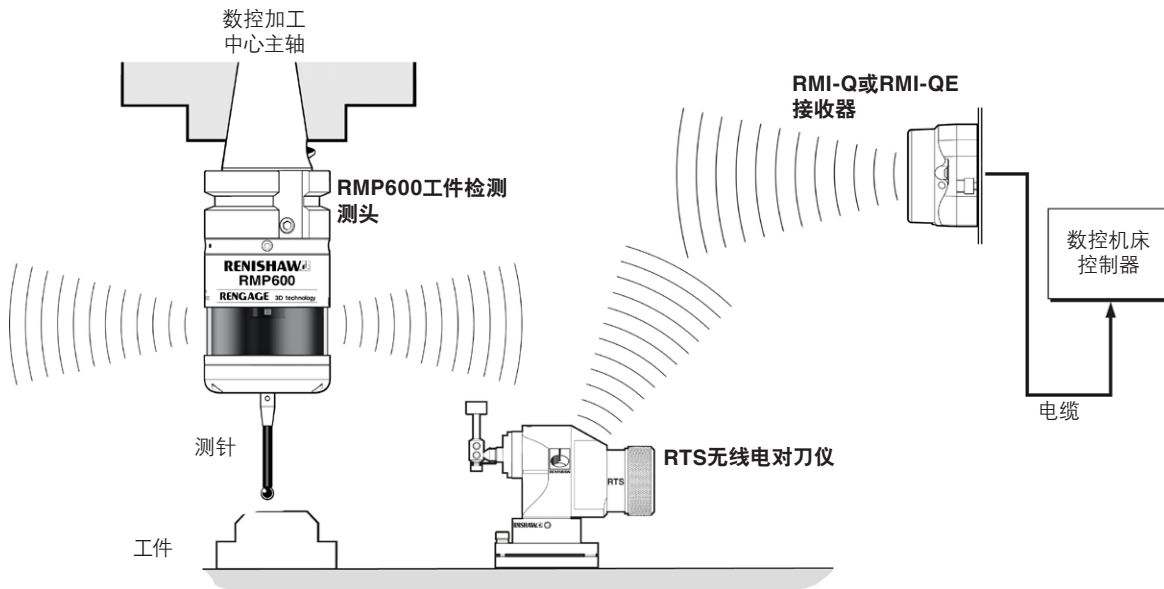 数控加工
中心主轴
RMI-Q或RMI-QE
接收器
RMP600工件检测
测头
数控机床
控制器
RENISHAW
RMP600
RENGAGE 3D technology
电缆
测针
RTS无线电对刀仪
RENISHAW
RTS
RENISHAW
工件